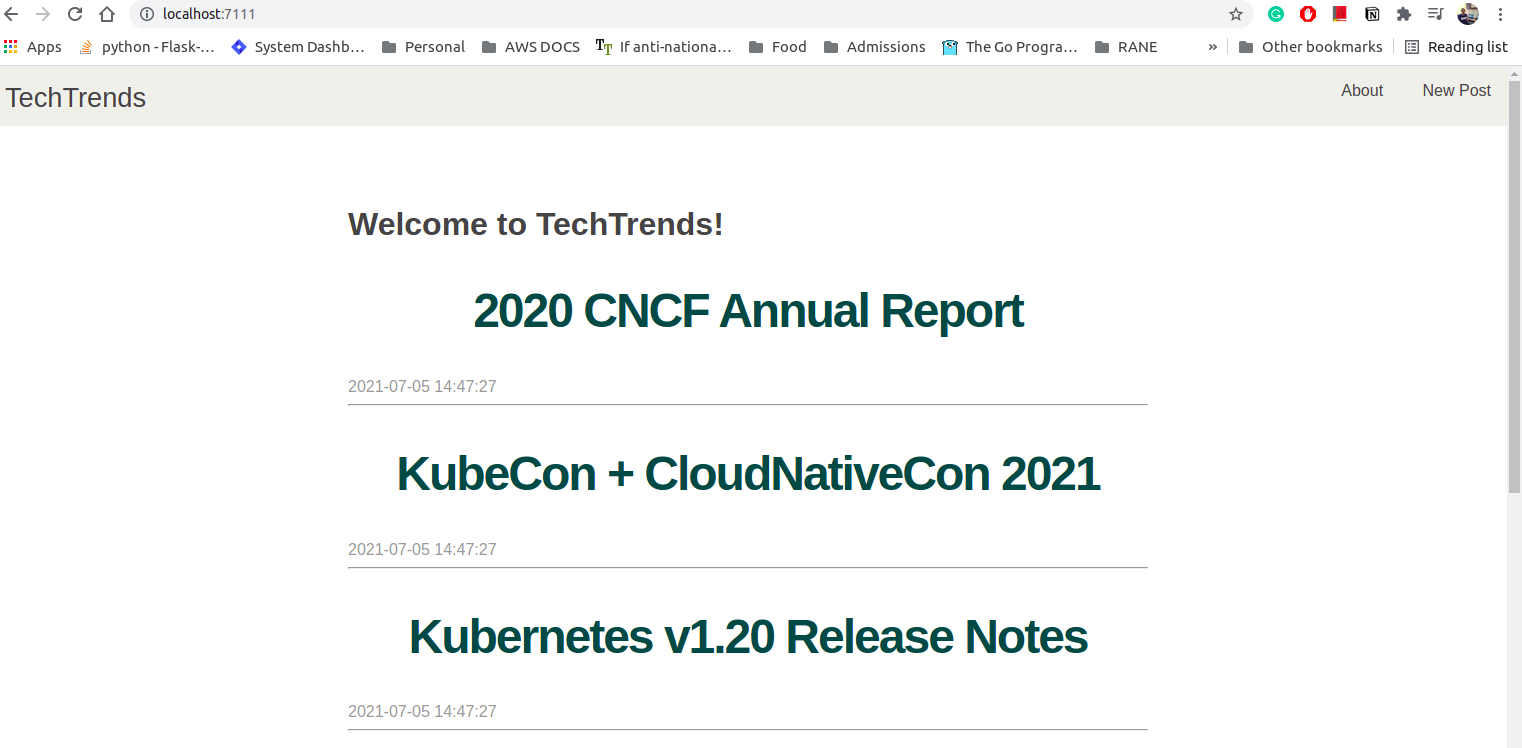 localhost:7111
Apps python - Flask-... System Dashb... Personal AWS DOCS If anti-nationa... Food Admissions The Go Progra... RANE » Other bookmarks Reading list
TechTrends About New Post
Welcome to TechTrends!
2020 CNCF Annual Report
2021-07-05 14:47:27
KubeCon + CloudNativeCon 2021
2021-07-05 14:47:27
Kubernetes v1.20 Release Notes
2021-07-05 14:47:27